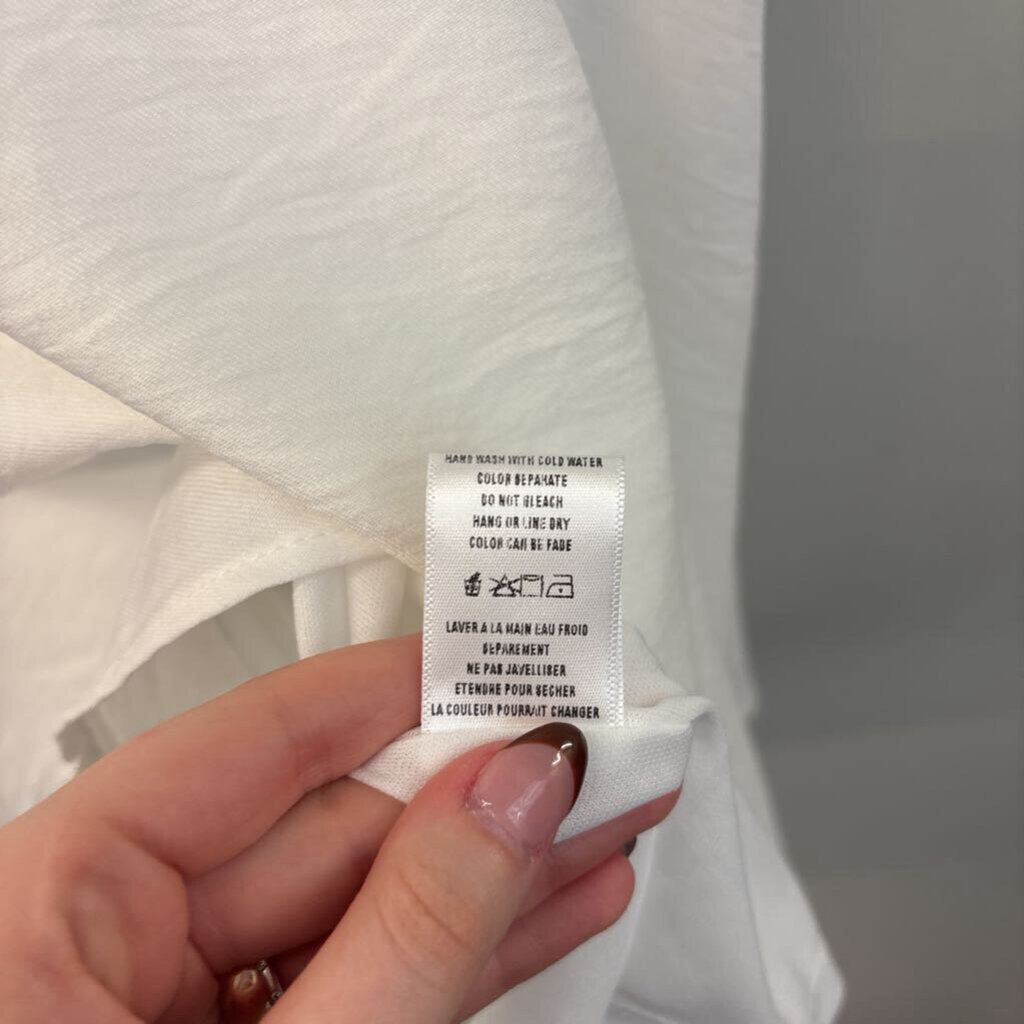 HAND WASH WITH COLD WATER
COLOR SEPARATE
DO NOT BLEACH
HANG OR LINE DRY
COLOR CAN BE FADE
LAVER A LA MAIN EAU FROID
SEPAREMENT
NE PAS JAVELLISER
ETENDRE POUR SECHER
LA COULEUR POURRAIT CHANGER